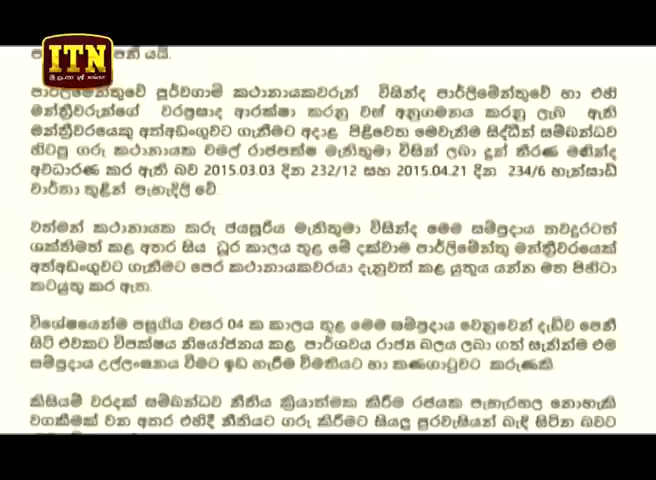 ITN
පනී යයි.
පාර්ලිමේන්තුවේ පූර්වගාමී කථානායකවරුන් විසින්ද පාර්ලිමේන්තුවේ හා එහි
මන්ත්‍රීවරුන්ගේ වරප්‍රසාද ආරක්ෂා කරනු වස් අනුගමනය කරනු ලැබ ඇති
මන්ත්‍රීවරයෙකු අත්අඩංගුවට ගැනීමට අදාළ පිළිවෙත මෙවැනිම සිද්ධීන් සම්බන්ධව
හිටපු ගරු කථානායක චමල් රාජපක්ෂ මැතිතුමා විසින් ලබා දුන් තීරණ මඟින්ද
අවධාරණ කර ඇති බව 2015.03.03 දින 232/12 සහ 2015.04.21 දින 234/6 හැන්සාඩ්
වාර්තා තුළින් පැහැදිලි වේ.
වත්මන් කථානායක කරු ජයසූරිය මැතිතුමා විසින්ද මෙම සම්ප්‍රදාය තවදුරටත්
ශක්තිමත් කළ අතර සිය ධූර කාලය තුළ මේ දක්වාම පාර්ලිමේන්තු මන්ත්‍රීවරයෙක්
අත්අඩංගුවට ගැනීමට පෙර කථානායකවරයා දැනුවත් කළ යුතුය යන්න මත පිහිටා
කටයුතු කර ඇත.
විශේෂයෙන්ම පසුගිය වසර 04 ක කාලය තුළ මෙම සම්ප්‍රදාය වෙනුවෙන් දැඩිව පෙනී
සිටි එවකට විපක්ෂය නියෝජනය කළ පාර්ශවය රාජ්‍ය බලය ලබා ගත් සැනින්ම එම
සම්ප්‍රදාය උල්ලංඝනය වීමට ඉඩ හැරීම විමතියට හා කණගාටුවට කරුණකි.
කිසියම් වරදක් සම්බන්ධව නීතිය ක්‍රියාත්මක කිරීම රජයක පැහැරහල නොහැකි
වගකීමක් වන අතර එහිදී නීතියට ගරු කිරීමට සියලු පුරවැසියන් බැඳී සිටින බවට